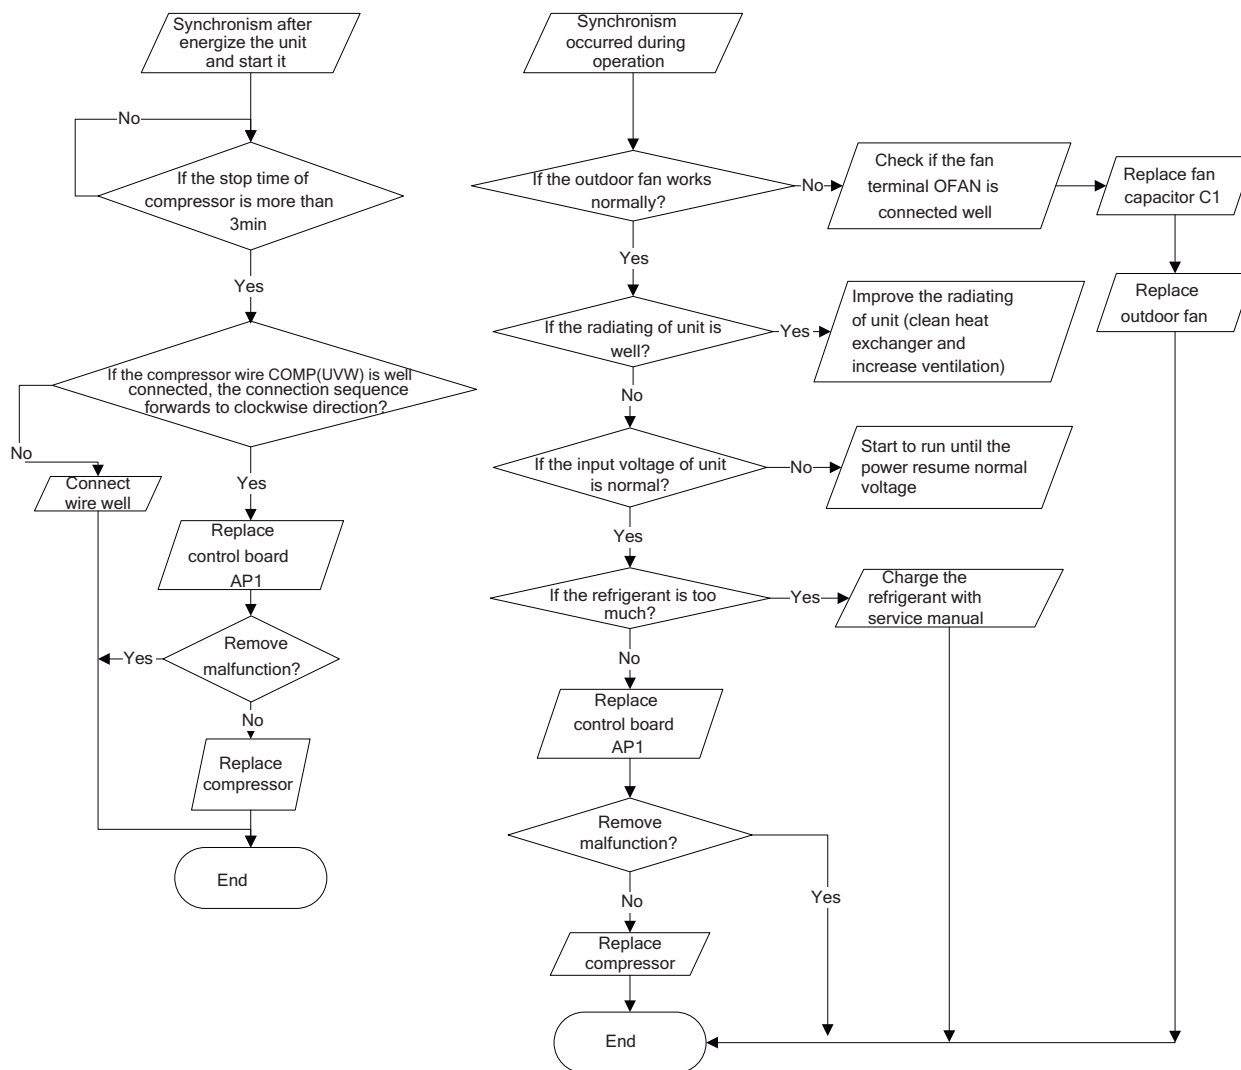 Synchronism after
energize the unit
and start it
No
If the stop time of
compressor is more than
3min
Yes
If the compressor wire COMP(UVW) is well
connected, the connection sequence
forwards to clockwise direction?
No
Connect
wire well
Yes
Replace
control board
AP1
Remove
malfunction?
Yes
No
Replace
compressor
End
Synchronism
occurred during
operation
If the outdoor fan works
normally?
No
Check if the fan
terminal OFAN is
connected well
Replace fan
capacitor C1
Replace
outdoor fan
Yes
If the radiating of unit is
well?
Yes
Improve the radiating
of unit (clean heat
exchanger and
increase ventilation)
No
If the input voltage of unit
is normal?
No
Start to run until the
power resume normal
voltage
Yes
If the refrigerant is too
much?
Yes
Charge the
refrigerant with
service manual
No
Replace
control board
AP1
Remove
malfunction?
Yes
No
Replace
compressor
End